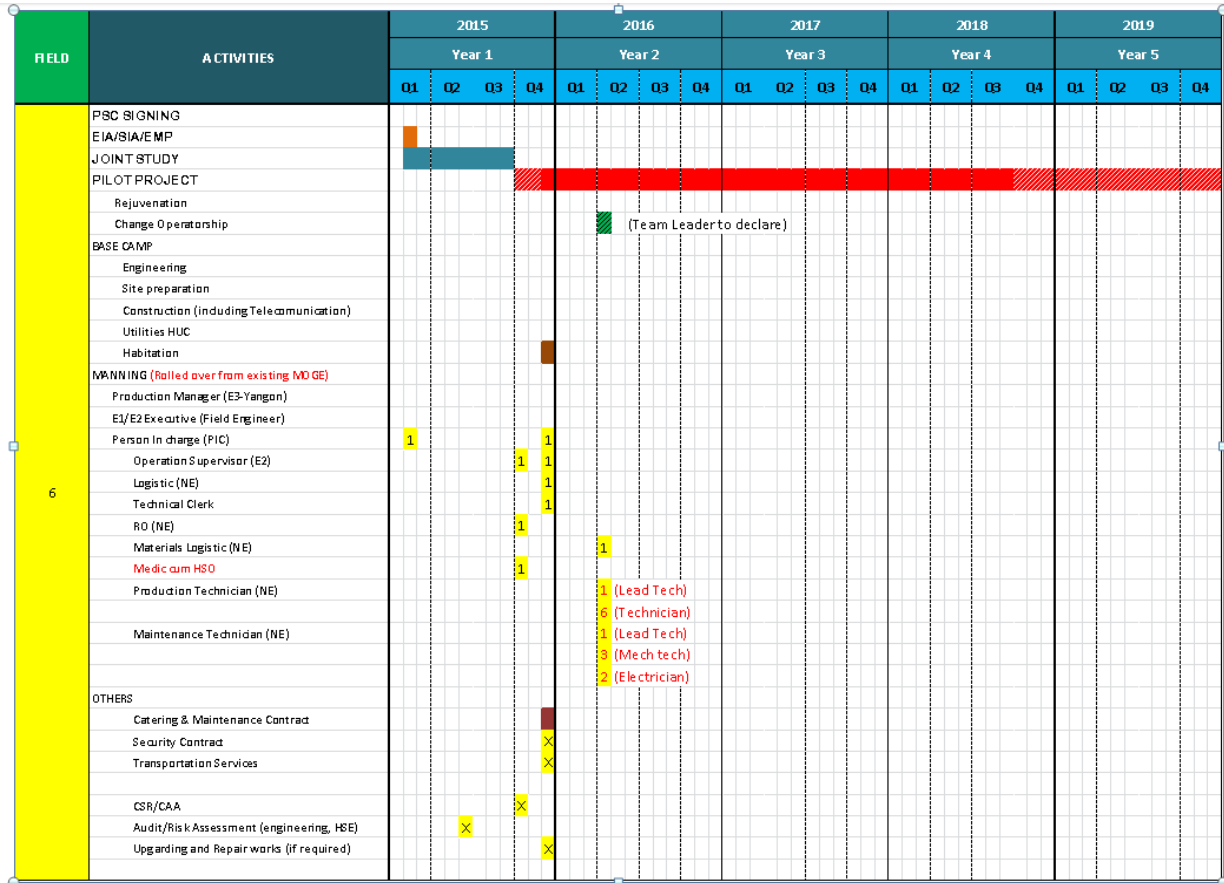 2015 2016 2017 2018 2019
FIELD ACTIVITIES Year 1 Year 2 Year 3 Year 4 Year 5
Q1 Q2 Q3 Q4 Q1 Q2 Q3 Q4 Q1 Q2 Q3 Q4 Q1 Q2 Q3 Q4 Q1 Q2 Q3 Q4
PSC SIGNING
EIA/SIA/EMP
JOINT STUDY
PILOT PROJECT
Rejuvenation
Change Operatorship (Team Leader to declare)
BASE CAMP
Engineering
Site preparation
Construction (including Telecomunication)
Utilities HUC
Habitation
MANNING (Rolled over from existing MOGE)
Production Manager (E3-Yangon)
E1/E2 Executive (Field Engineer)
Person In charge (PIC) 1 1
Operation Supervisor (E2) 1 1
Logistic (NE) 1
6
Technical Clerk 1
RO (NE) 1
Materials Logistic (NE) 1
Medic cum HSO 1
Production Technician (NE) 1 (Lead Tech)
6 (Technician)
Maintenance Technician (NE) 1 (Lead Tech)
3 (Mech tech)
2 (Electrician)
OTHERS
Catering & Maintenance Contract
Security Contract X
Transportation Services X
CSR/CAA X
Audit/Risk Assessment (engineering, HSE) X
Upgarding and Repair works (if required) X